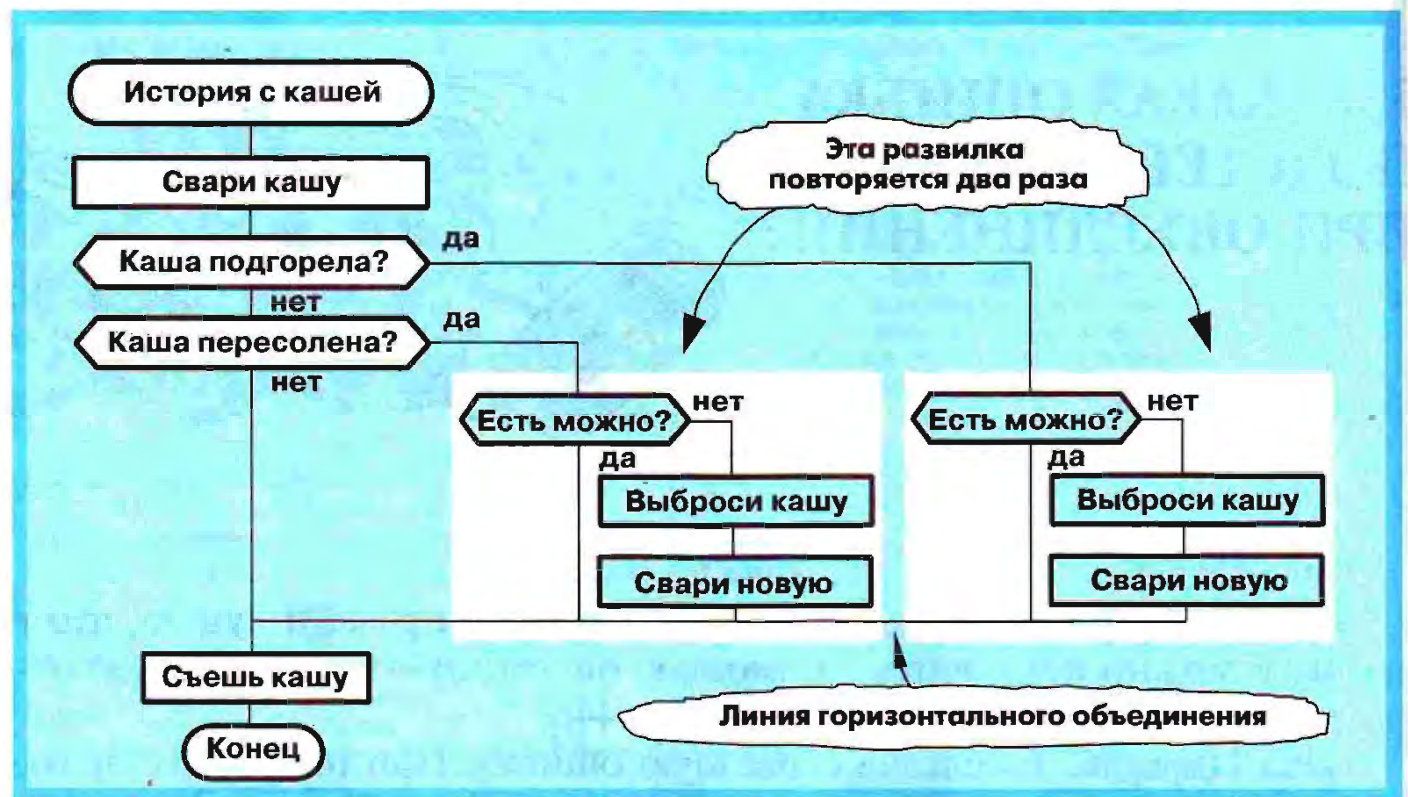 История с кашей
Свари кашу
Каша подгорела?
да
нет
Каша пересолена?
да
нет
Эта развилка
повторяется два раза
Есть можно?
нет
да
Выброси кашу
Свари новую
Есть можно?
нет
да
Выброси кашу
Свари новую
Съешь кашу
Конец
Линия горизонтального объединения